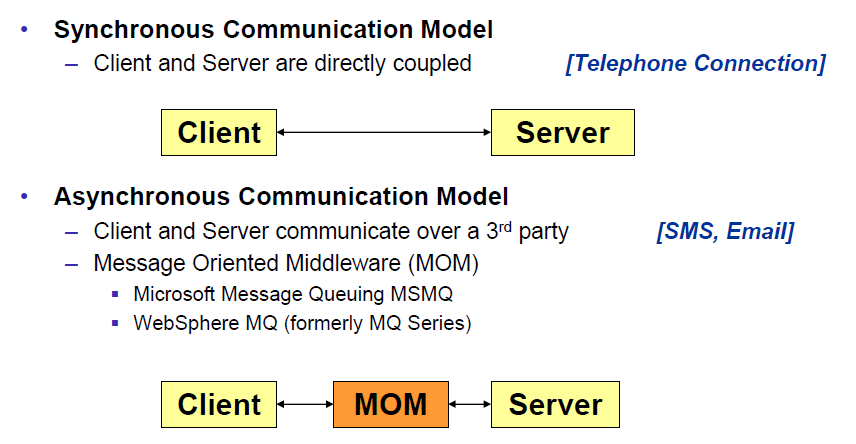 • Synchronous Communication Model
– Client and Server are directly coupled [Telephone Connection]
Client Server
• Asynchronous Communication Model
– Client and Server communicate over a 3rd party [SMS, Email]
– Message Oriented Middleware (MOM)
▪ Microsoft Message Queuing MSMQ
▪ WebSphere MQ (formerly MQ Series)
Client MOM Server